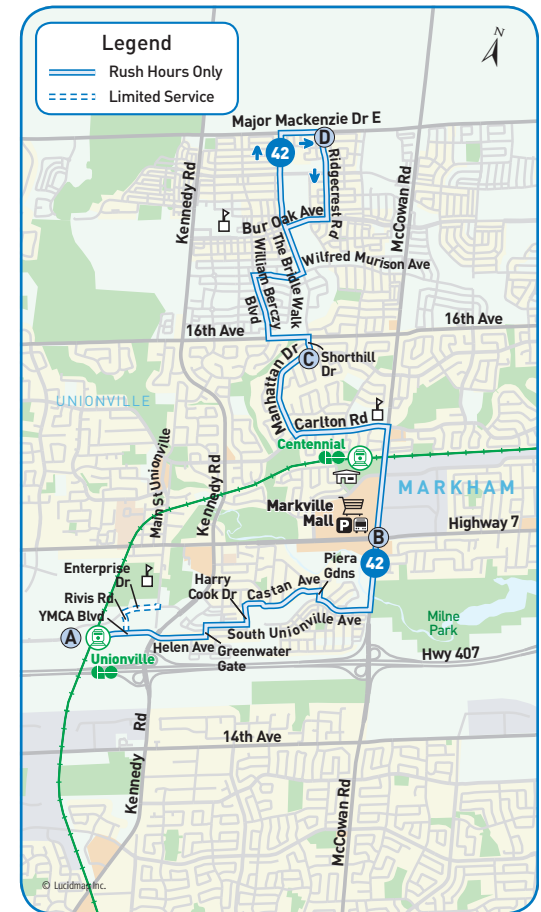 N
Legend
Rush Hours Only
Limited Service
Major Mackenzie Dr E
D
42
Kennedy Rd
Ridgecrest Rd
McCowan Rd
Bur Oak Ave
The Bridle Walk
Wilfred Murison Ave
William Berczy
Blvd
16th Ave
16th Ave
C
Shorthill
Dr
Manhattan Dr
UNIONVILLE
Carlton Rd
Centennial
Main St Unionville
Kennedy Rd
MARKHAM
Markville
Mall
P
Highway 7
B
42
Piera
Gdns
Enterprise
Dr
Harry
Cook Dr
Castan Ave
Rivis Rd
YMCA Blvd
Milne
Park
A
South Unionville Ave
Helen Ave
Greenwater
Gate
Unionville
Hwy 407
Kennedy Rd
14th Ave
McCowan Rd
© Lucidmap Inc.